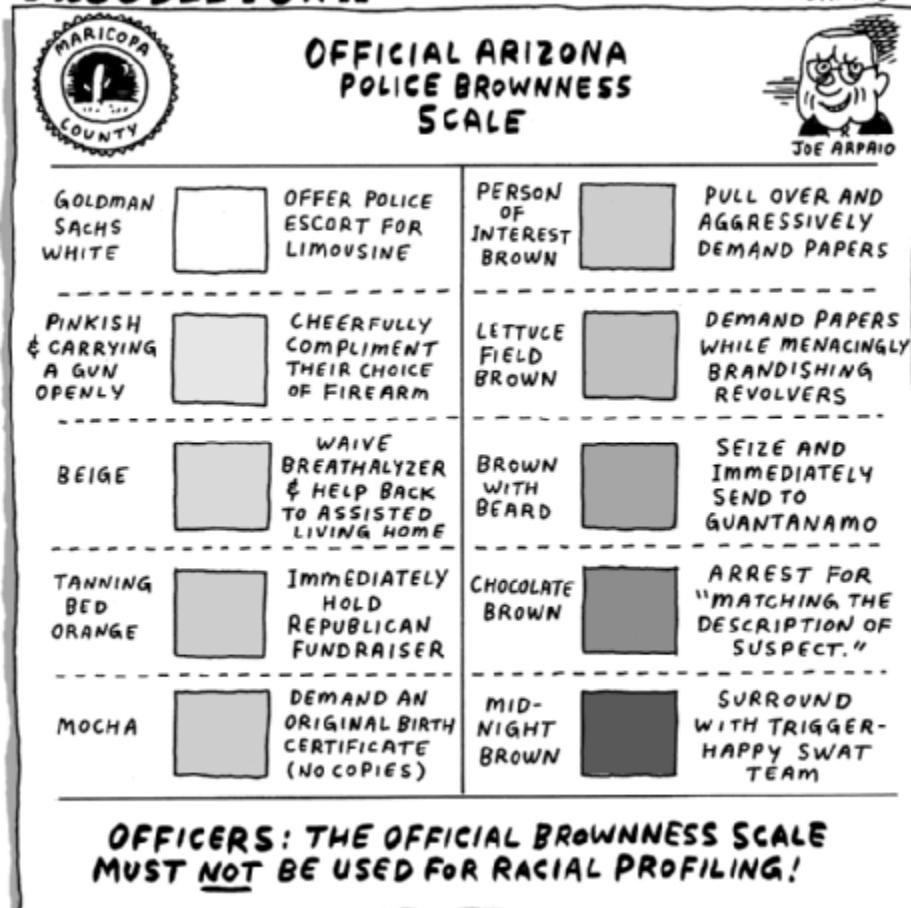 MARICOPA
COUNTY
OFFICIAL ARIZONA
POLICE BROWNNESS
SCALE
JOE ARPAIO
GOLDMAN
SACHS
WHITE
OFFER POLICE
ESCORT FOR
LIMOUSINE
PINKISH
& CARRYING
A GUN
OPENLY
CHEERFULLY
COMPLIMENT
THEIR CHOICE
OF FIREARM
BEIGE
WAIVE
BREATHALYZER
& HELP BACK
TO ASSISTED
LIVING HOME
TANNING
BED
ORANGE
IMMEDIATELY
HOLD
REPUBLICAN
FUNDRAISER
MOCHA
DEMAND AN
ORIGINAL BIRTH
CERTIFICATE
(NO COPIES)
PERSON
OF
INTEREST
BROWN
PULL OVER AND
AGGRESSIVELY
DEMAND PAPERS
LETTUCE
FIELD
BROWN
DEMAND PAPERS
WHILE MENACINGLY
BRANDISHING
REVOLVERS
BROWN
WITH
BEARD
SEIZE AND
IMMEDIATELY
SEND TO
GUANTANAMO
CHOCOLATE
BROWN
ARREST FOR
"MATCHING THE
DESCRIPTION OF
SUSPECT."
MID-
NIGHT
BROWN
SURROUND
WITH TRIGGER-
HAPPY SWAT
TEAM
OFFICERS: THE OFFICIAL BROWNNESS SCALE
MUST NOT BE USED FOR RACIAL PROFILING!